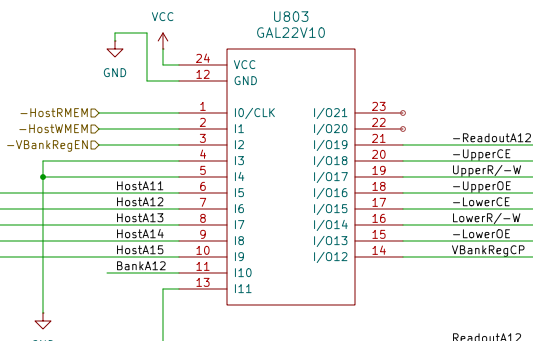 VCC
U803
GAL22V10
GND
24 VCC
12 GND
-HostRMEM 1 I0/CLK I/O21 23
-HostWMEM 2 I1 I/O20 22
-VBankRegEN 3 I2 I/O19 21 -ReadoutA12
4 I3 I/O18 20 -UpperCE
5 I4 I/O17 19 UpperR/-W
HostA11 6 I5 I/O16 18 -UpperOE
HostA12 7 I6 I/O15 17 -LowerCE
HostA13 8 I7 I/O14 16 LowerR/-W
HostA14 9 I8 I/O13 15 -LowerOE
HostA15 10 I9 I/O12 14 VBankRegCP
BankA12 11 I10
13 I11
ReadoutA12